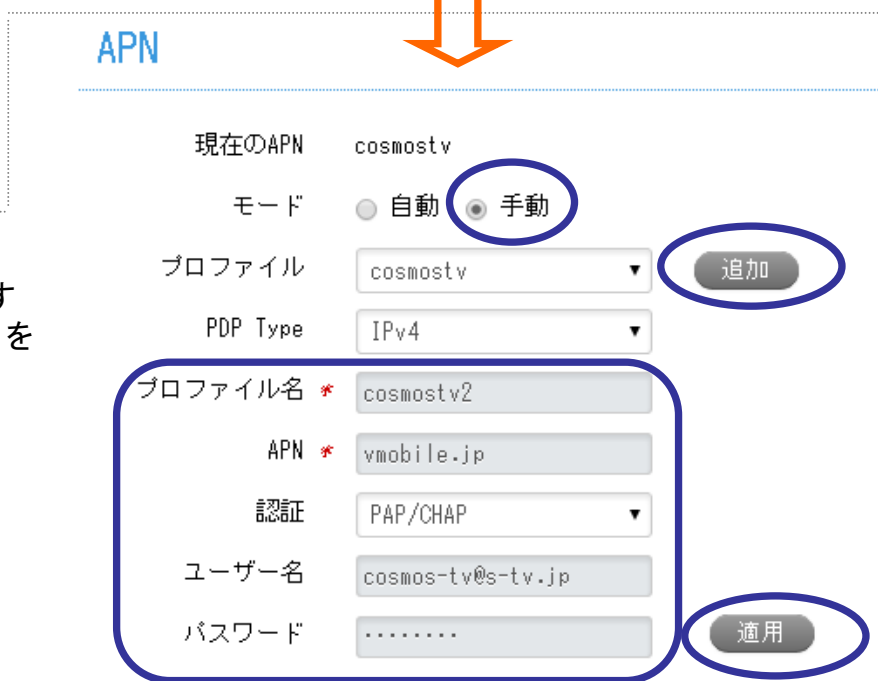 APN
現在のAPN cosmostv
モード 自動 手動
プロファイル cosmostv 追加
す
を
PDP Type IPv4
プロファイル名 * cosmostv2
APN * vmobile.jp
認証 PAP/CHAP
ユーザー名 cosmos-tv@s-tv.jp
パスワード ········ 適用